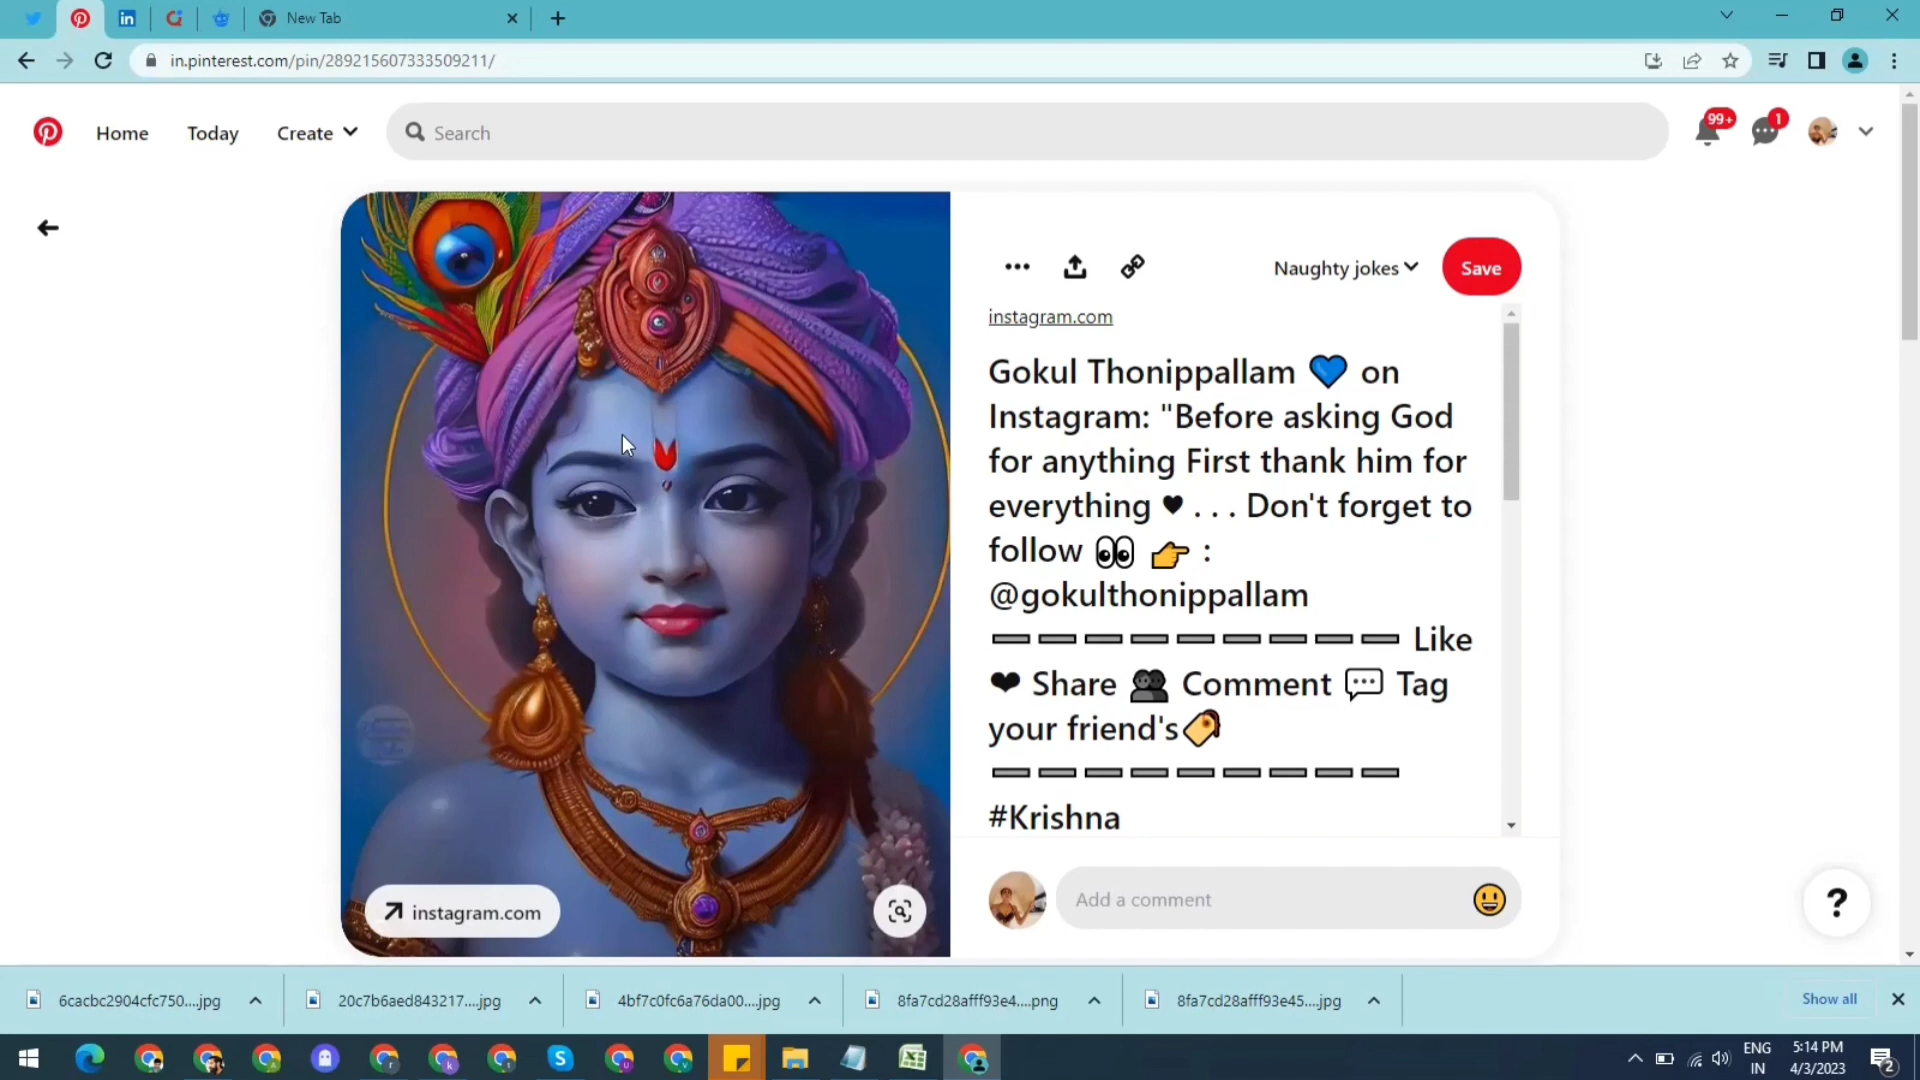 New Tab
in.pinterest.com/pin/289215607333509211/
Home
Today
Create
Search
99+
1
Naughty jokes
Save
instagram.com
Gokul Thonippallam 💙 on
Instagram: "Before asking God
for anything First thank him for
everything ♥ . . . Don't forget to
follow 👀 👉 :
@gokulthonippallam
➖➖➖➖➖➖➖➖➖ Like
❤ Share 👥 Comment 💬 Tag
your friend's🏷
➖➖➖➖➖➖➖➖➖
#Krishna
instagram.com
Add a comment
?
6cacbc2904cfc750....jpg
20c7b6aed843217....jpg
4bf7c0fc6a76da00....jpg
8fa7cd28afff93e4....png
8fa7cd28afff93e45....jpg
Show all
ENG
IN
5:14 PM
4/3/2023
2